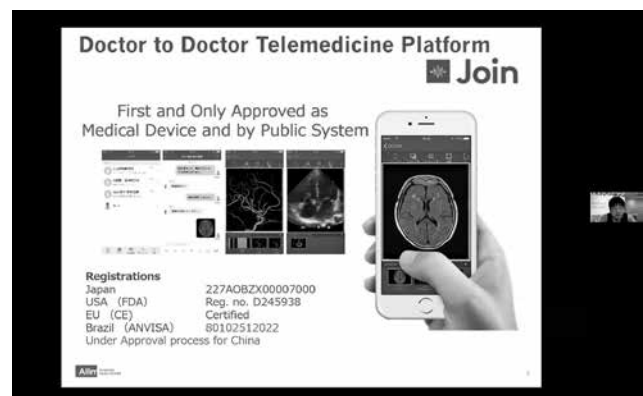 Doctor to Doctor Telemedicine Platform
Join
First and Only Approved as
Medical Device and by Public System
Registrations
Japan 227AOBZX00007000
USA (FDA) Reg. no. D245938
EU (CE) Certified
Brazil (ANVISA) 80102512022
Under Approval process for China
Allm